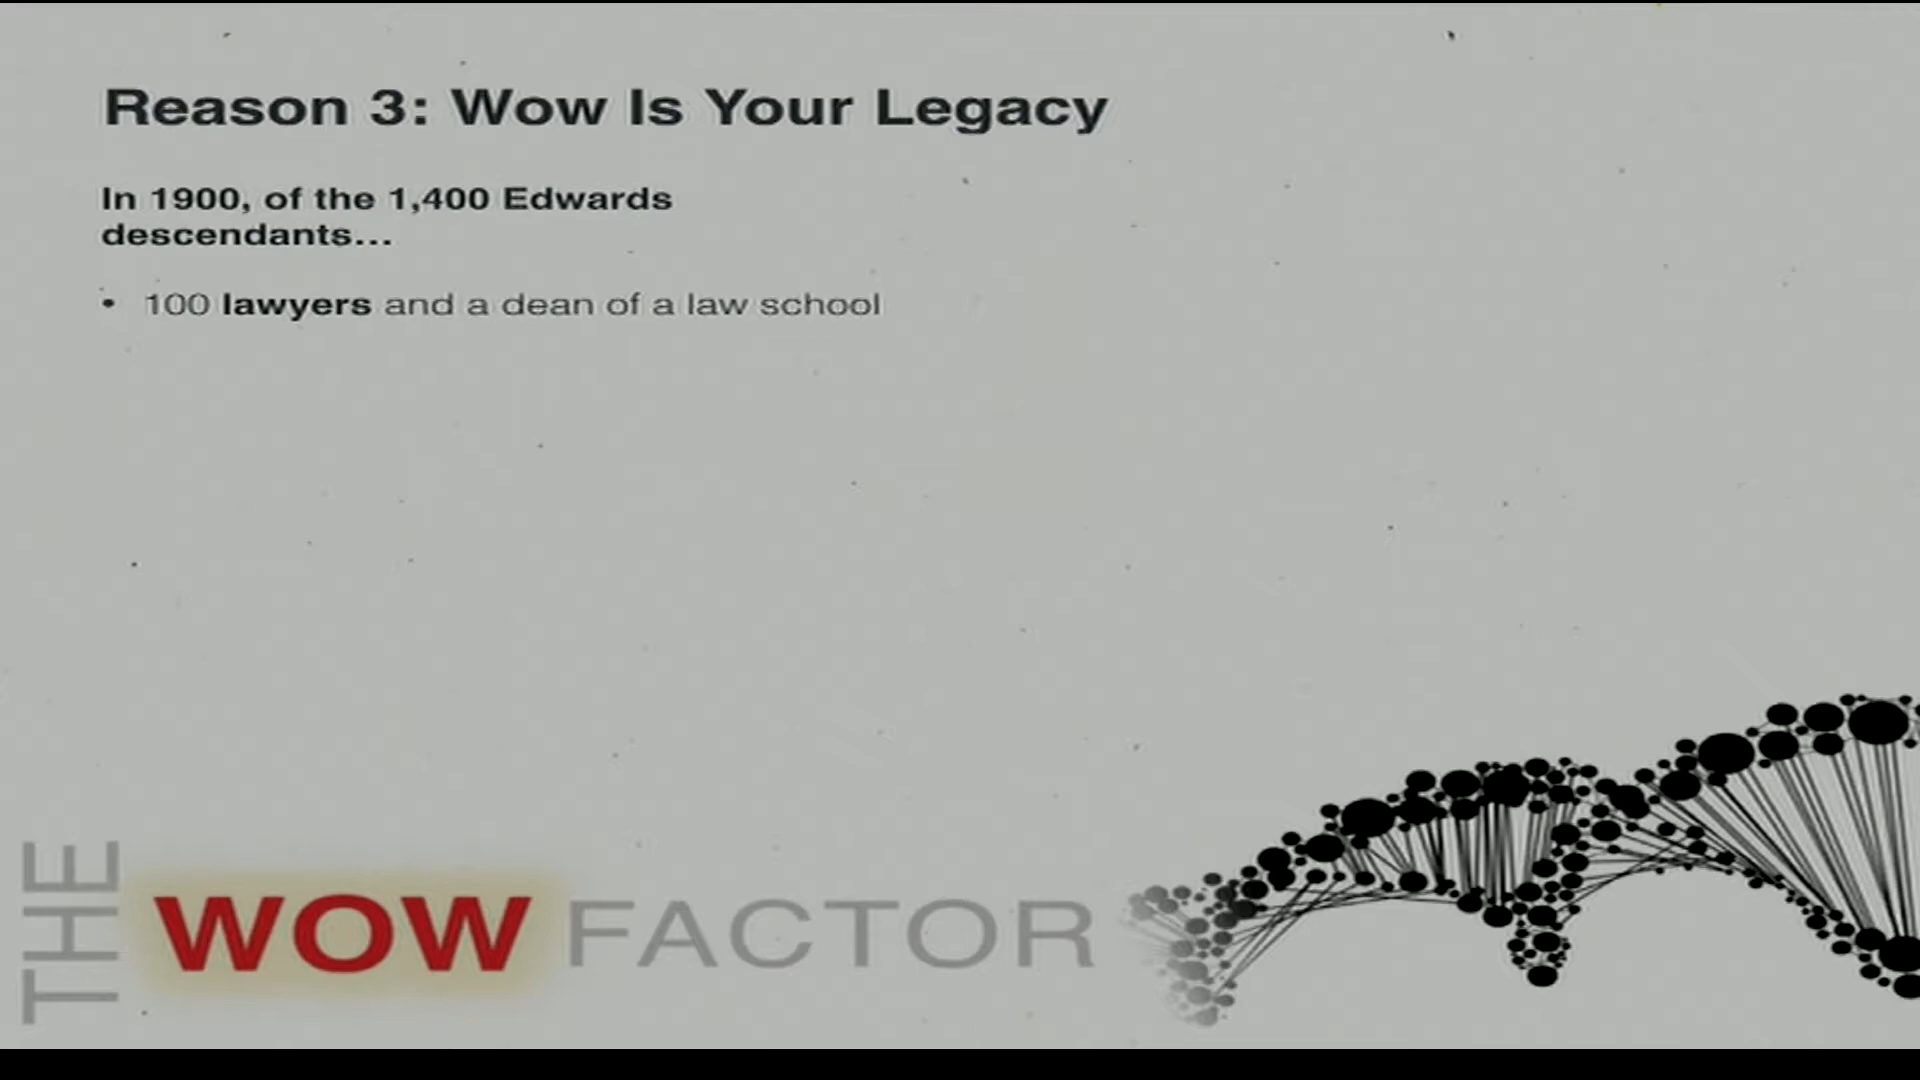 Reason 3: Wow Is Your Legacy
In 1900, of the 1,400 Edwards
descendants...
• 100 lawyers and a dean of a law school
THE WOW FACTOR